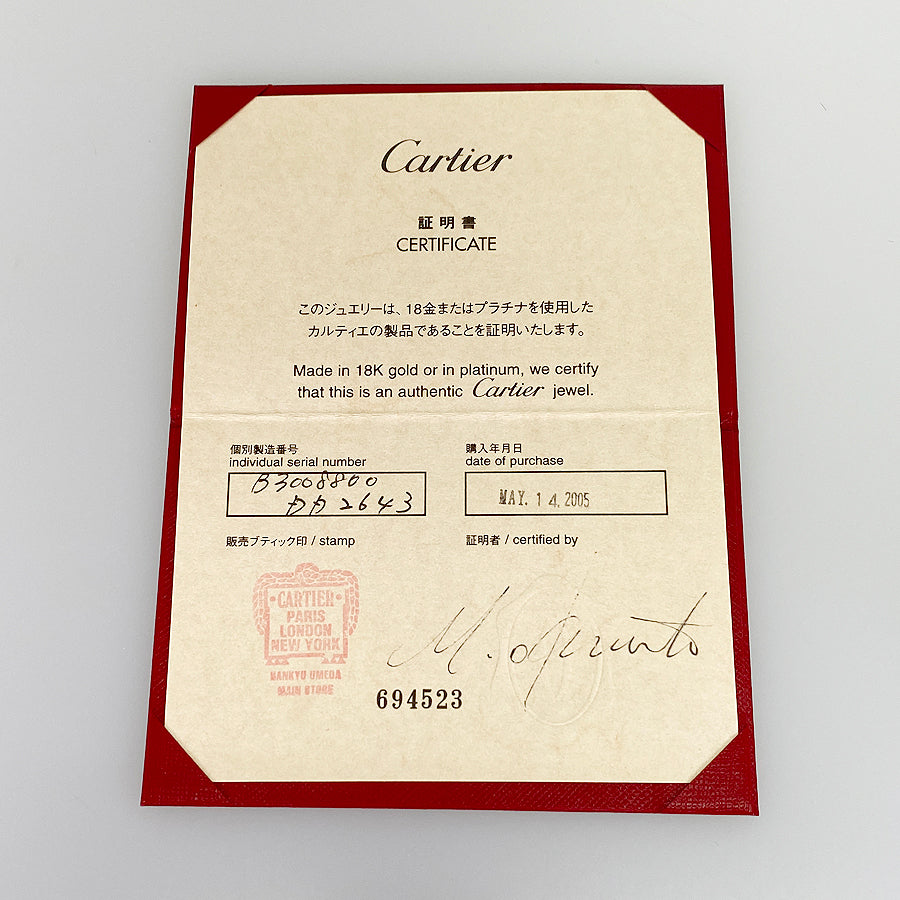 Cartier
証明書
CERTIFICATE
このジュエリーは、18金またはプラチナを使用した
カルティエの製品であることを証明いたします。
Made in 18K gold or in platinum, we certify
that this is an authentic Cartier jewel.
個別製造番号
individual serial number
B3008800
DD2643
購入年月日
date of purchase
MAY. 14. 2005
販売ブティック印 / stamp
証明者 / certified by
CARTIER
PARIS
LONDON
NEW YORK
HANKYU UMEDA
MAIN STORE
M.
694523